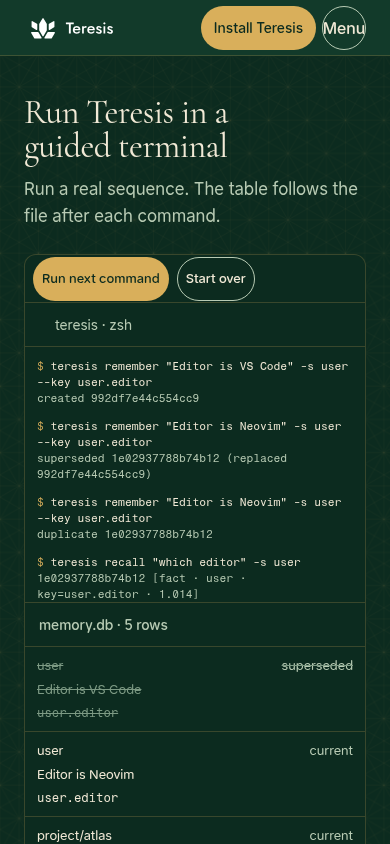 Teresis
Install Teresis
Menu
Run Teresis in a
guided terminal
Run a real sequence. The table follows the
file after each command.
Run next command
Start over
teresis · zsh
$ teresis remember "Editor is VS Code" -s user
--key user.editor
created 992df7e44c554cc9
$ teresis remember "Editor is Neovim" -s user
--key user.editor
superseded 1e02937788b74b12 (replaced
992df7e44c554cc9)
$ teresis remember "Editor is Neovim" -s user
--key user.editor
duplicate 1e02937788b74b12
$ teresis recall "which editor" -s user
1e02937788b74b12 [fact · user ·
key=user.editor · 1.014]
memory.db · 5 rows
user superseded
Editor is VS Code
user.editor
user current
Editor is Neovim
user.editor
project/atlas current